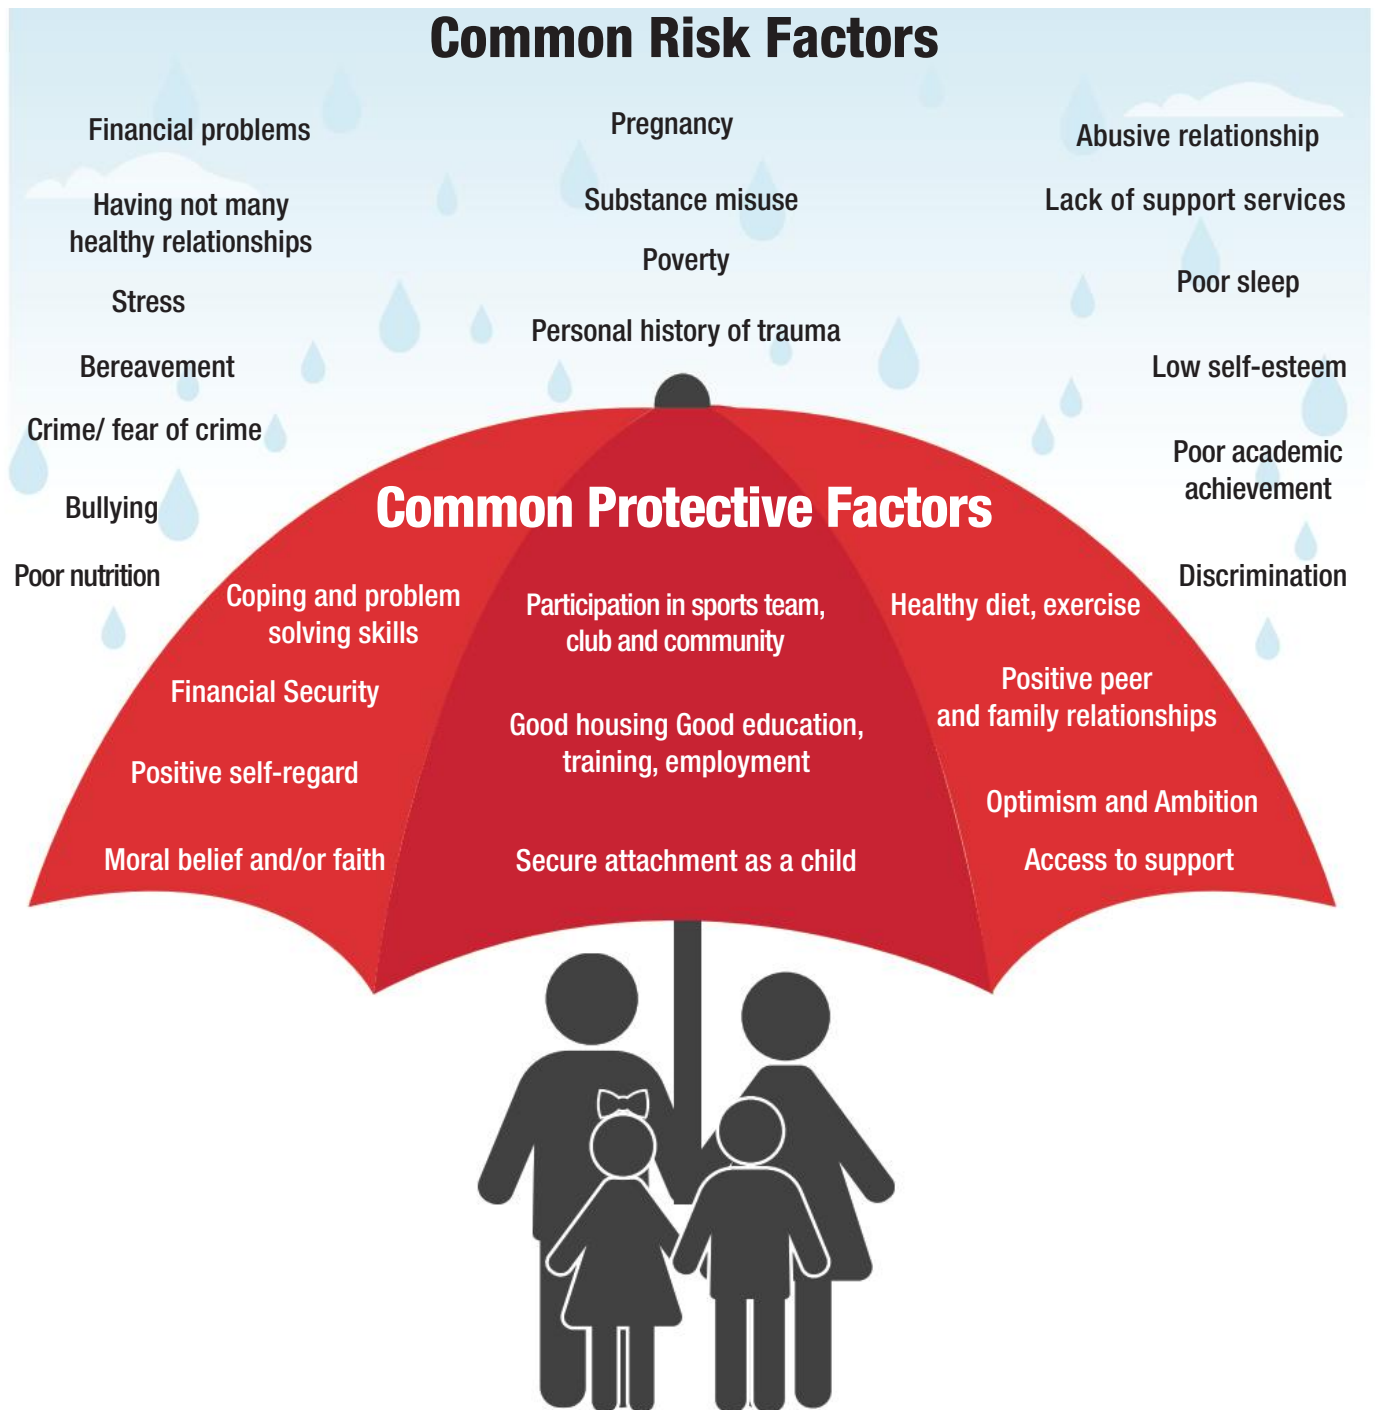 Common Risk Factors
Financial problems
Having not many
healthy relationships
Stress
Bereavement
Crime/ fear of crime
Bullying
Poor nutrition
Pregnancy
Substance misuse
Poverty
Personal history of trauma
Abusive relationship
Lack of support services
Poor sleep
Low self-esteem
Poor academic
achievement
Discrimination
Common Protective Factors
Coping and problem
solving skills
Financial Security
Positive self-regard
Moral belief and/or faith
Participation in sports team,
club and community
Good housing Good education,
training, employment
Secure attachment as a child
Healthy diet, exercise
Positive peer
and family relationships
Optimism and Ambition
Access to support